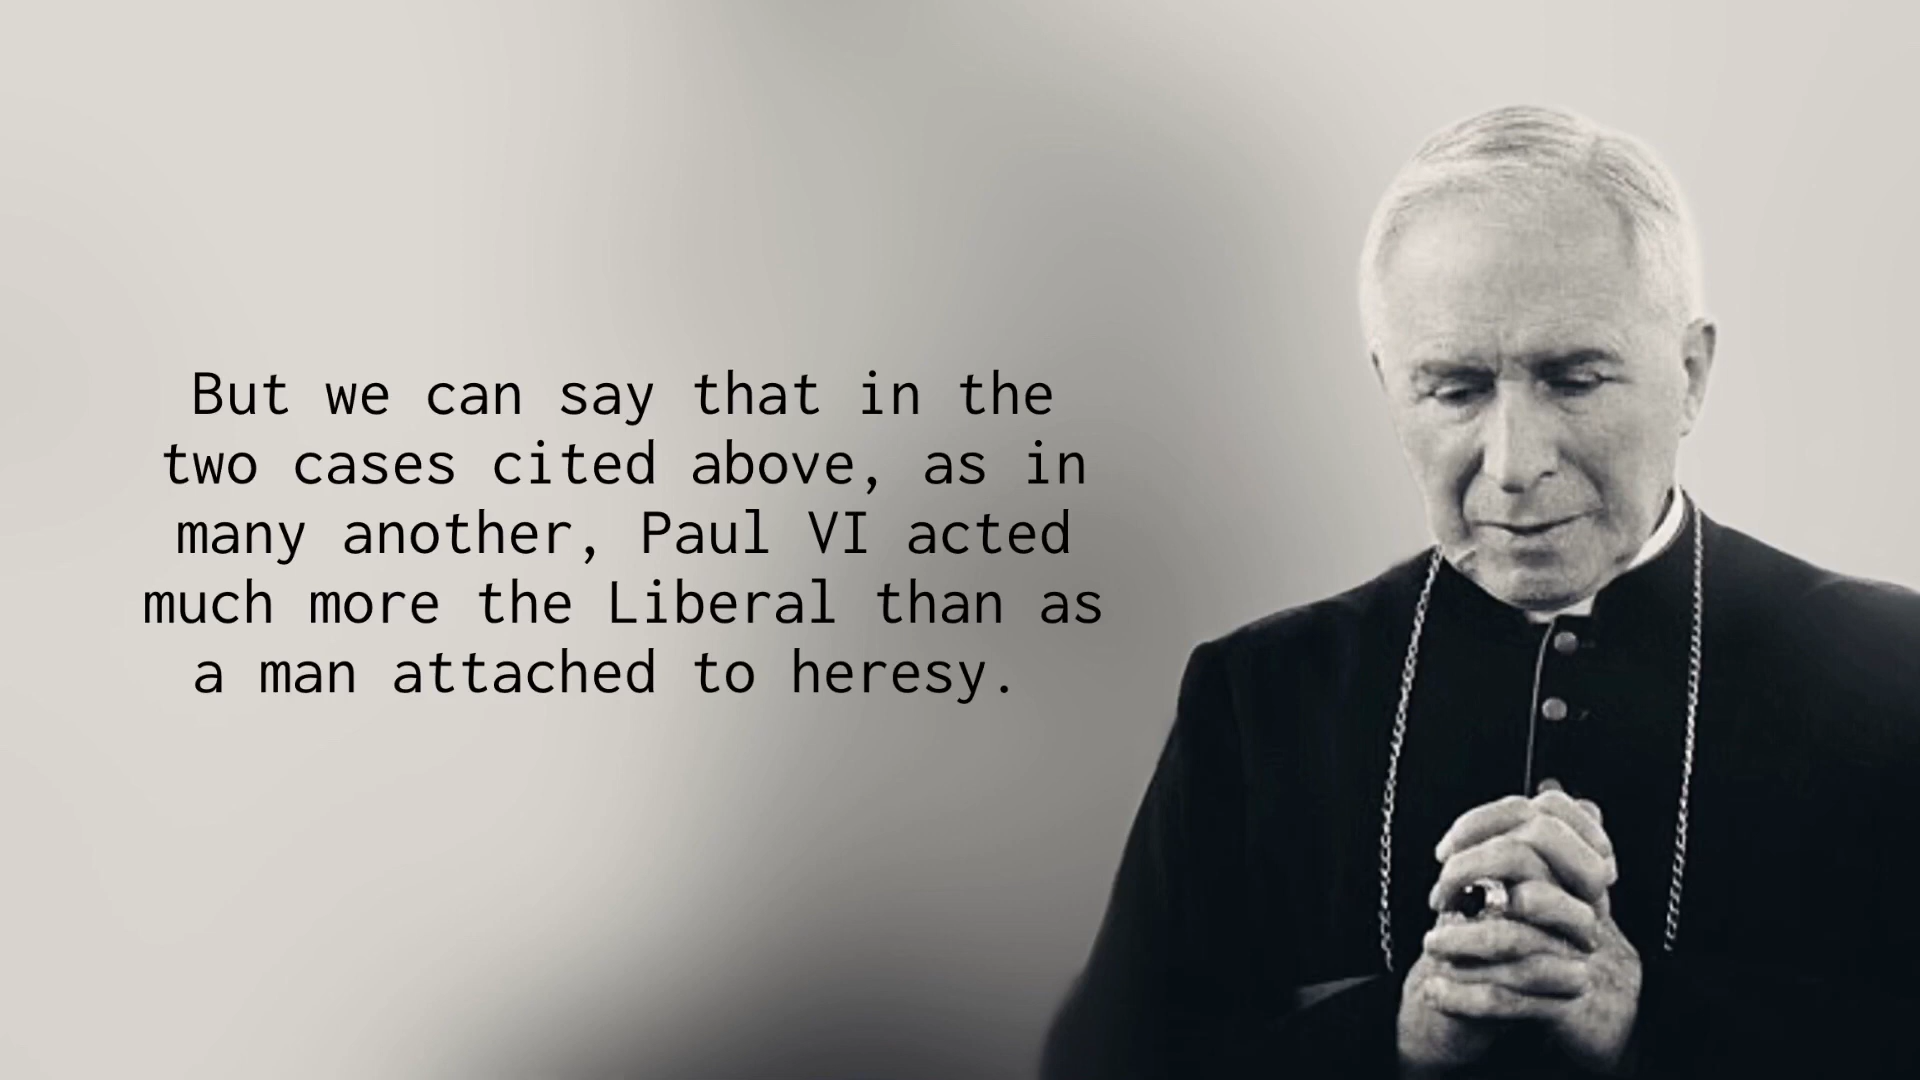 But we can say that in the
two cases cited above, as in
many another, Paul VI acted
much more the Liberal than as
a man attached to heresy.